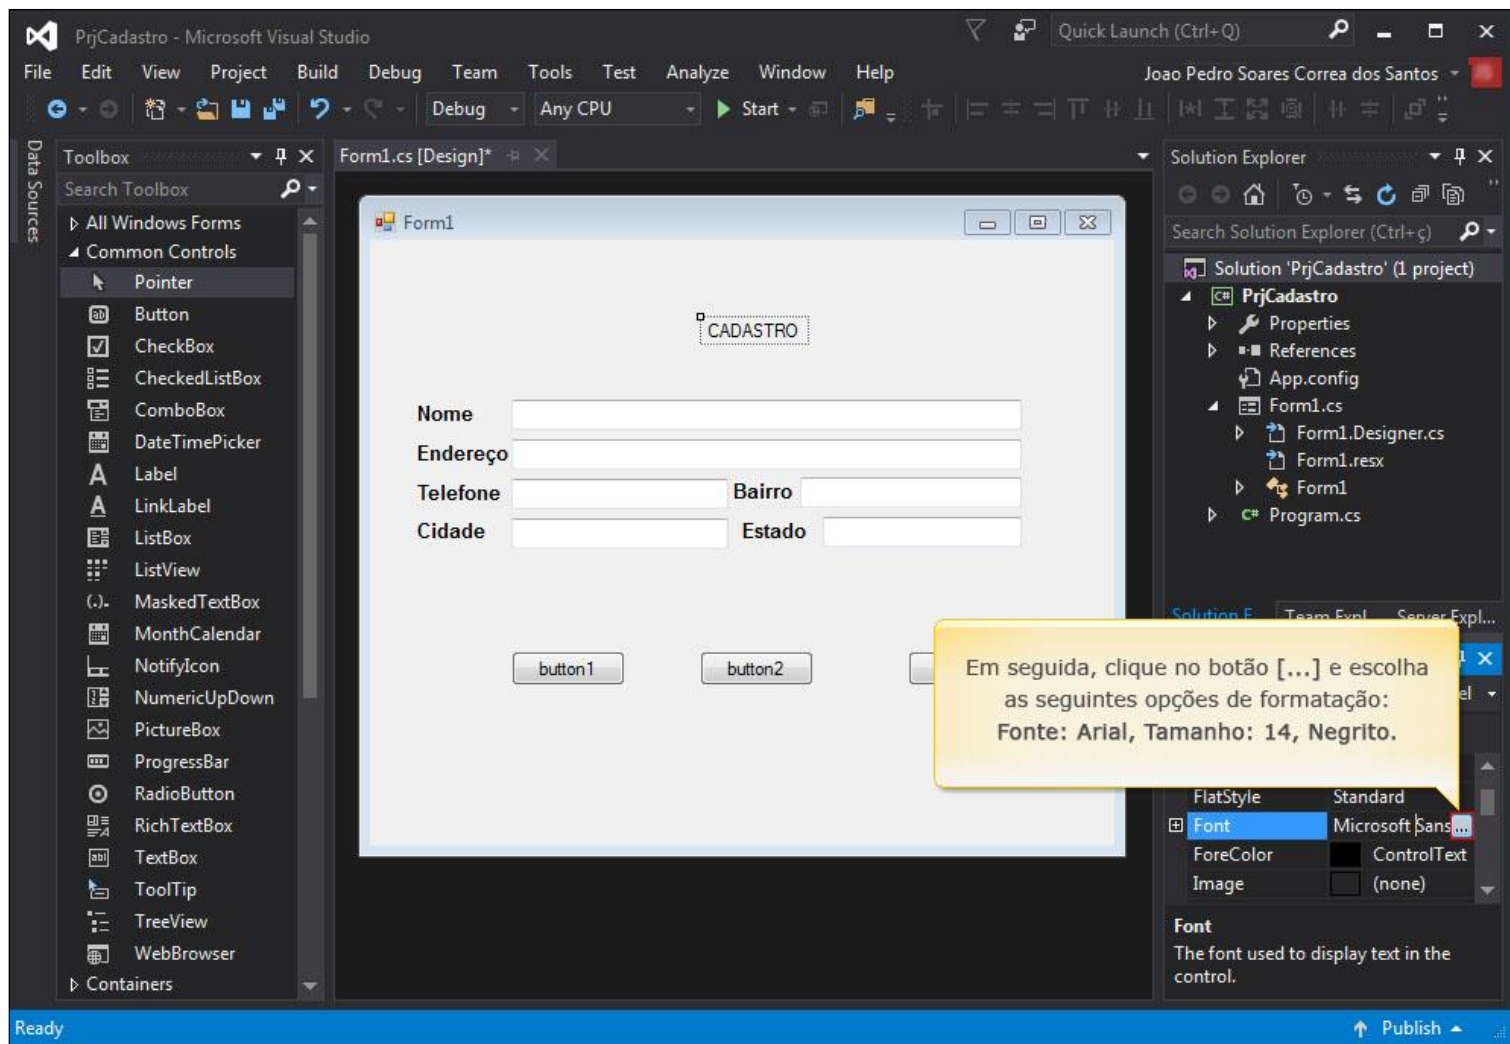 PrjCadastro - Microsoft Visual Studio
Quick Launch (Ctrl+Q)
File Edit View Project Build Debug Team Tools Test Analyze Window Help
Joao Pedro Soares Correa dos Santos
Debug Any CPU Start
Data Sources
Toolbox
Search Toolbox
All Windows Forms
Common Controls
Pointer
Button
CheckBox
CheckedListBox
ComboBox
DateTimePicker
Label
LinkLabel
ListBox
ListView
MaskedTextBox
MonthCalendar
NotifyIcon
NumericUpDown
PictureBox
ProgressBar
RadioButton
RichTextBox
TextBox
ToolTip
TreeView
WebBrowser
Containers
Form1.cs [Design]*
Form1
CADASTRO
Nome
Endereço
Telefone Bairro
Cidade Estado
button1 button2
Solution Explorer
Search Solution Explorer (Ctrl+ç)
Solution 'PrjCadastro' (1 project)
PrjCadastro
Properties
References
App.config
Form1.cs
Form1.Designer.cs
Form1.resx
Form1
Program.cs
Solution E... Team Expl... Server Expl...
Em seguida, clique no botão [...] e escolha
as seguintes opções de formatação:
Fonte: Arial, Tamanho: 14, Negrito.
FlatStyle Standard
Font Microsoft Sans ...
ForeColor ControlText
Image (none)
Font
The font used to display text in the
control.
Ready
Publish